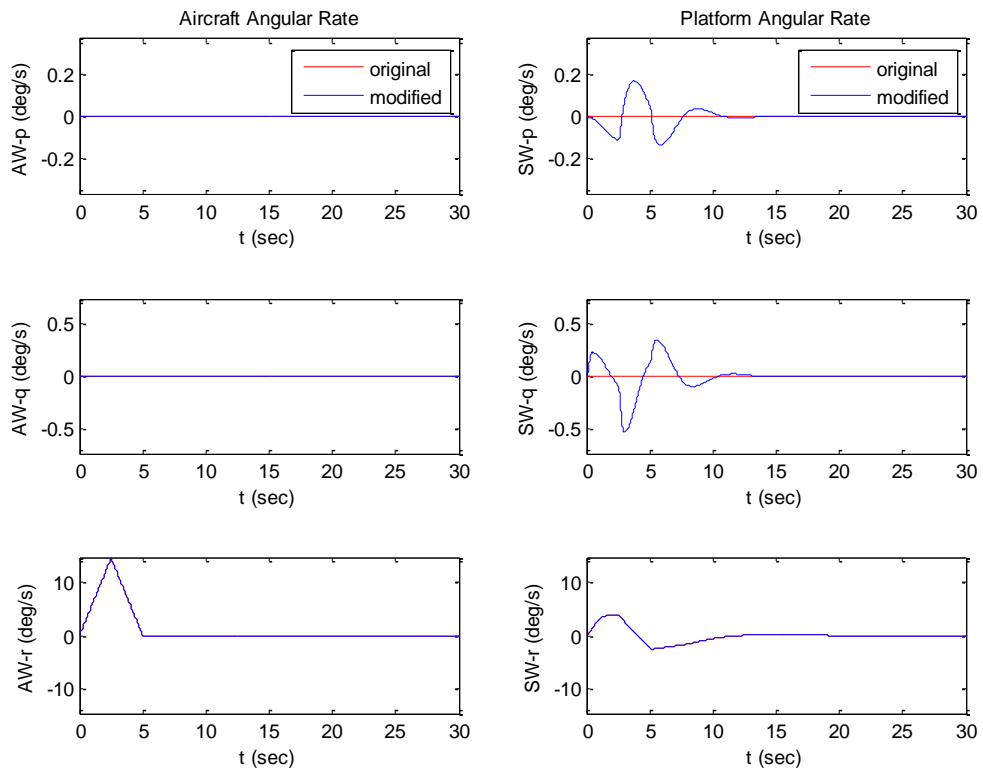 Aircraft Angular Rate
Platform Angular Rate
AW-p (deg/s)
0.2
0
-0.2
original
modified
0 5 10 15 20 25 30
t (sec)
SW-p (deg/s)
0.2
0
-0.2
original
modified
0 5 10 15 20 25 30
t (sec)
AW-q (deg/s)
0.5
0
-0.5
0 5 10 15 20 25 30
t (sec)
SW-q (deg/s)
0.5
0
-0.5
0 5 10 15 20 25 30
t (sec)
AW-r (deg/s)
10
0
-10
0 5 10 15 20 25 30
t (sec)
SW-r (deg/s)
10
0
-10
0 5 10 15 20 25 30
t (sec)